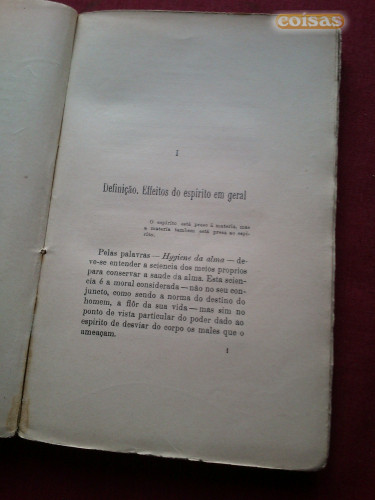 coisas
I
Definição. Effeitos do espirito em geral
O espirito está preso á materia, mas
a materia tambem está presa ao espi-
rito.
Pelas palavras — Hygiene da alma — de-
vo-se entender a sciencia dos meios proprios
para conservar a saude da alma. Esta scien-
cia é a moral considerada — não no seu con-
juncto, como sende a norma do destino do
homem, a flôr da sua vida — mas sim no
ponto de vista particular do poder dado ao
espirito de desviar do corpo os males que o
ameaçam.
1